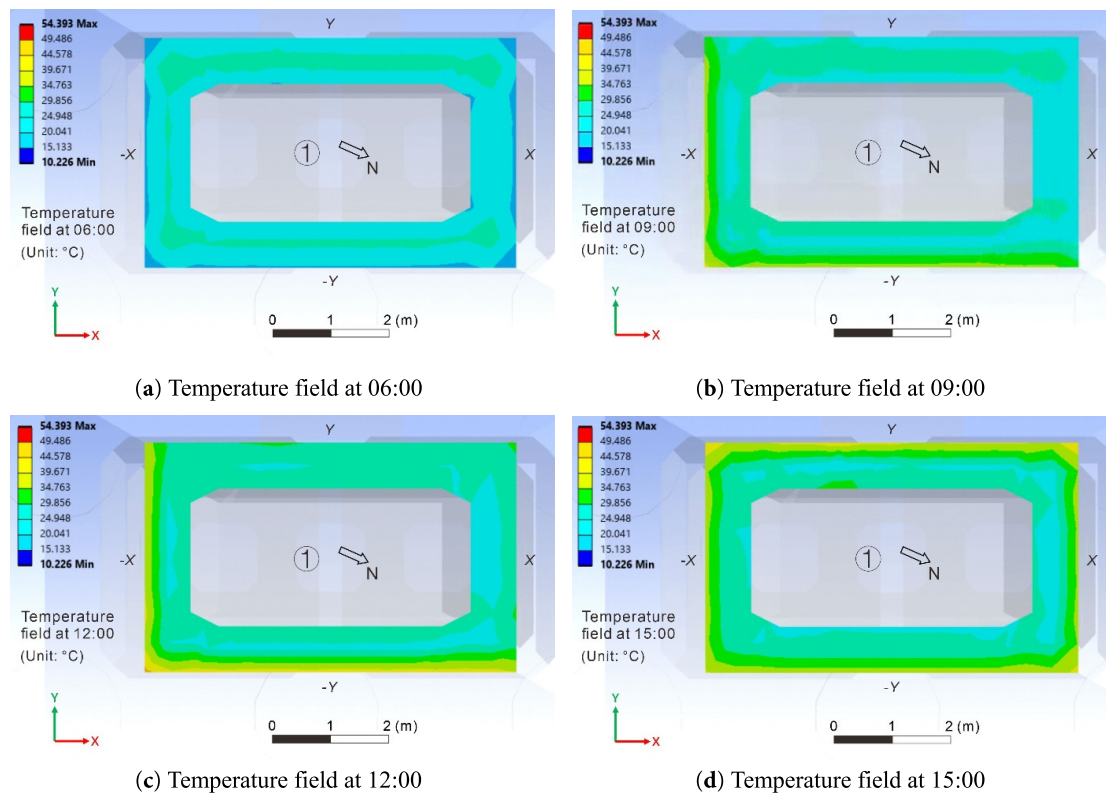 54.393 Max
49.486
44.578
39.671
34.763
29.856
24.948
20.041
15.133
10.226 Min
Y
-X
X
-Y
①
N
Temperature
field at 06:00
(Unit: °C)
Y
X
0 1 2 (m)
(a) Temperature field at 06:00
54.393 Max
49.486
44.578
39.671
34.763
29.856
24.948
20.041
15.133
10.226 Min
Y
-X
X
-Y
①
N
Temperature
field at 09:00
(Unit: °C)
Y
X
0 1 2 (m)
(b) Temperature field at 09:00
54.393 Max
49.486
44.578
39.671
34.763
29.856
24.948
20.041
15.133
10.226 Min
Y
-X
X
-Y
①
N
Temperature
field at 12:00
(Unit: °C)
Y
X
0 1 2 (m)
(c) Temperature field at 12:00
54.393 Max
49.486
44.578
39.671
34.763
29.856
24.948
20.041
15.133
10.226 Min
Y
-X
X
-Y
①
N
Temperature
field at 15:00
(Unit: °C)
Y
X
0 1 2 (m)
(d) Temperature field at 15:00